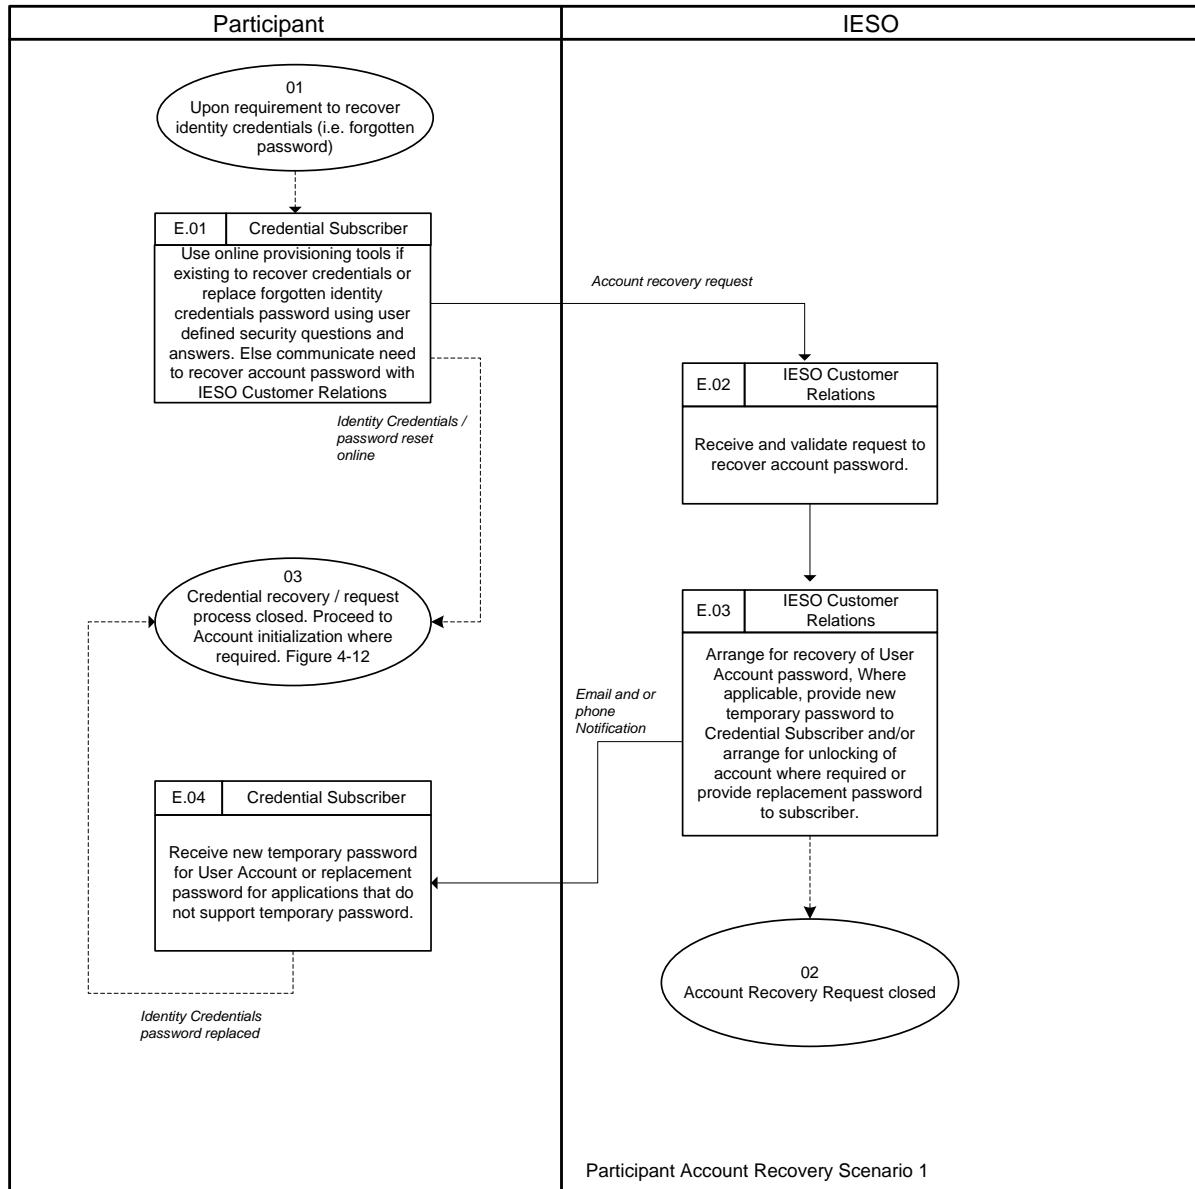 Participant
IESO
01
Upon requirement to recover
identity credentials (i.e. forgotten
password)
E.01
Credential Subscriber
Use online provisioning tools if
existing to recover credentials or
replace forgotten identity
credentials password using user
defined security questions and
answers. Else communicate need
to recover account password with
IESO Customer Relations
Account recovery request
Identity Credentials /
password reset
online
E.02
IESO Customer
Relations
Receive and validate request to
recover account password.
03
Credential recovery / request
process closed. Proceed to
Account initialization where
required. Figure 4-12
E.03
IESO Customer
Relations
Arrange for recovery of User
Account password, Where
applicable, provide new
temporary password to
Credential Subscriber and/or
arrange for unlocking of
account where required or
provide replacement password
to subscriber.
Email and or
phone
Notification
E.04
Credential Subscriber
Receive new temporary password
for User Account or replacement
password for applications that do
not support temporary password.
02
Account Recovery Request closed
Identity Credentials
password replaced
Participant Account Recovery Scenario 1